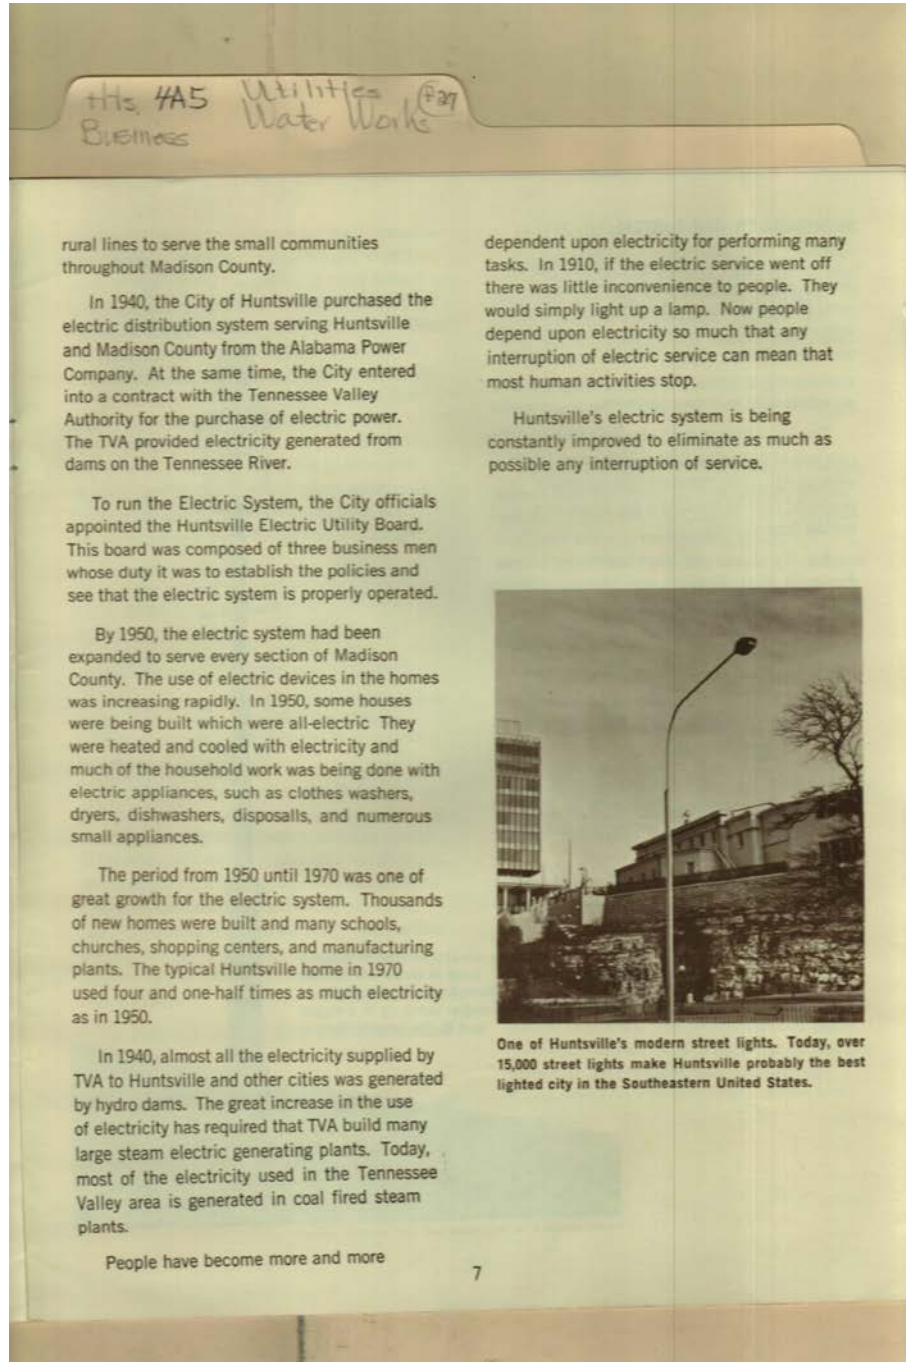 His. 4A5 Utilities
Business Water Works
rural lines to serve the small communities
throughout Madison County.
In 1940, the City of Huntsville purchased the
electric distribution system serving Huntsville
and Madison County from the Alabama Power
Company. At the same time, the City entered
into a contract with the Tennessee Valley
Authority for the purchase of electric power.
The TVA provided electricity generated from
dams on the Tennessee River.
To run the Electric System, the City officials
appointed the Huntsville Electric Utility Board.
This board was composed of three business men
whose duty it was to establish the policies and
see that the electric system is properly operated.
By 1950, the electric system had been
expanded to serve every section of Madison
County. The use of electric devices in the homes
was increasing rapidly. In 1950, some houses
were being built which were all-electric They
were heated and cooled with electricity and
much of the household work was being done with
electric appliances, such as clothes washers,
dryers, dishwashers, disposalls, and numerous
small appliances.
The period from 1950 until 1970 was one of
great growth for the electric system. Thousands
of new homes were built and many schools,
churches, shopping centers, and manufacturing
plants. The typical Huntsville home in 1970
used four and one-half times as much electricity
as in 1950.
In 1940, almost all the electricity supplied by
TVA to Huntsville and other cities was generated
by hydro dams. The great increase in the use
of electricity has required that TVA build many
large steam electric generating plants. Today,
most of the electricity used in the Tennessee
Valley area is generated in coal fired steam
plants.
People have become more and more
dependent upon electricity for performing many
tasks. In 1910, if the electric service went off
there was little inconvenience to people. They
would simply light up a lamp. Now people
depend upon electricity so much that any
interruption of electric service can mean that
most human activities stop.
Huntsville's electric system is being
constantly improved to eliminate as much as
possible any interruption of service.
One of Huntsville's modern street lights. Today, over
15,000 street lights make Huntsville probably the best
lighted city in the Southeastern United States.
7